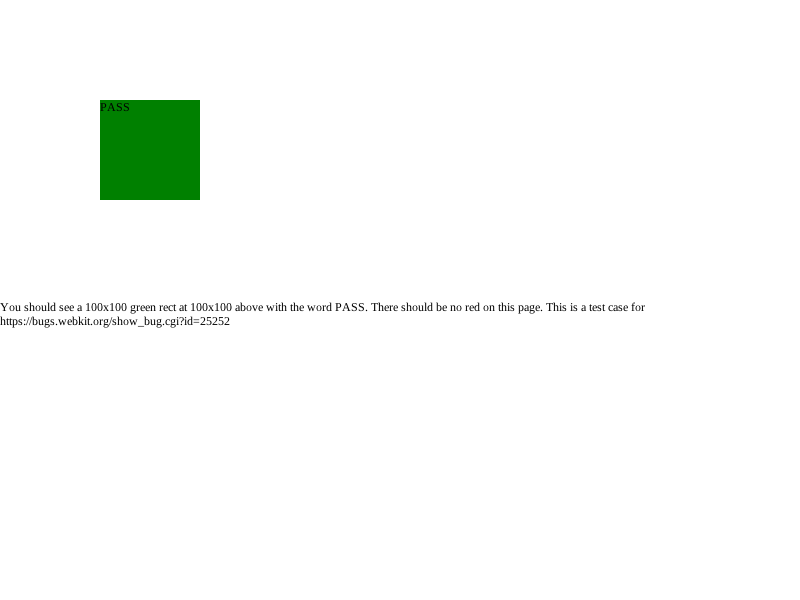 PASS
You should see a 100x100 green rect at 100x100 above with the word PASS. There should be no red on this page. This is a test case for
https://bugs.webkit.org/show_bug.cgi?id=25252